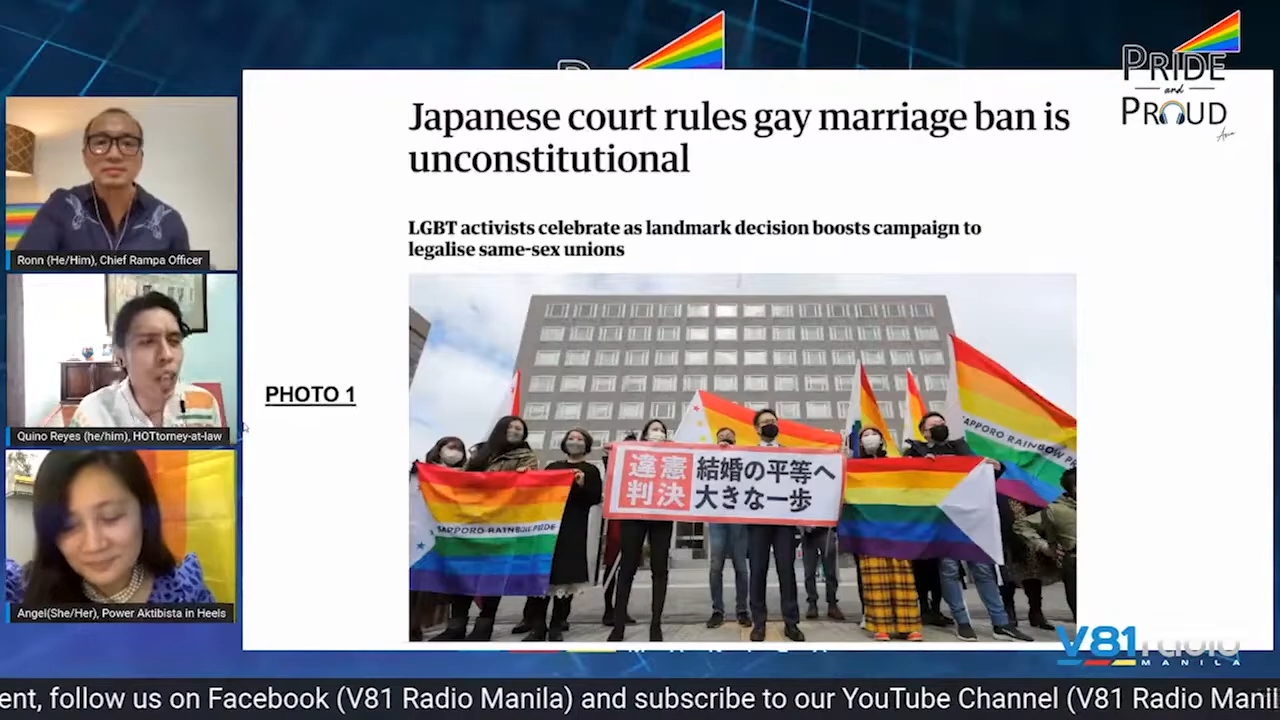 PRIDE
and
PROUD
Asia
Japanese court rules gay marriage ban is
unconstitutional
LGBT activists celebrate as landmark decision boosts campaign to
legalise same-sex unions
PHOTO 1
SAPPORO RAINBOW PRIDE
違憲
判決
結婚の平等へ
大きな一歩
SAPPORO RAINBOW PR
Ronn (He/Him), Chief Rampa Officer
Quino Reyes (he/him), HOTtorney-at-law
Angel(She/Her), Power Aktibista in Heels
V81 radio
MANILA
ent, follow us on Facebook (V81 Radio Manila) and subscribe to our YouTube Channel (V81 Radio Manil